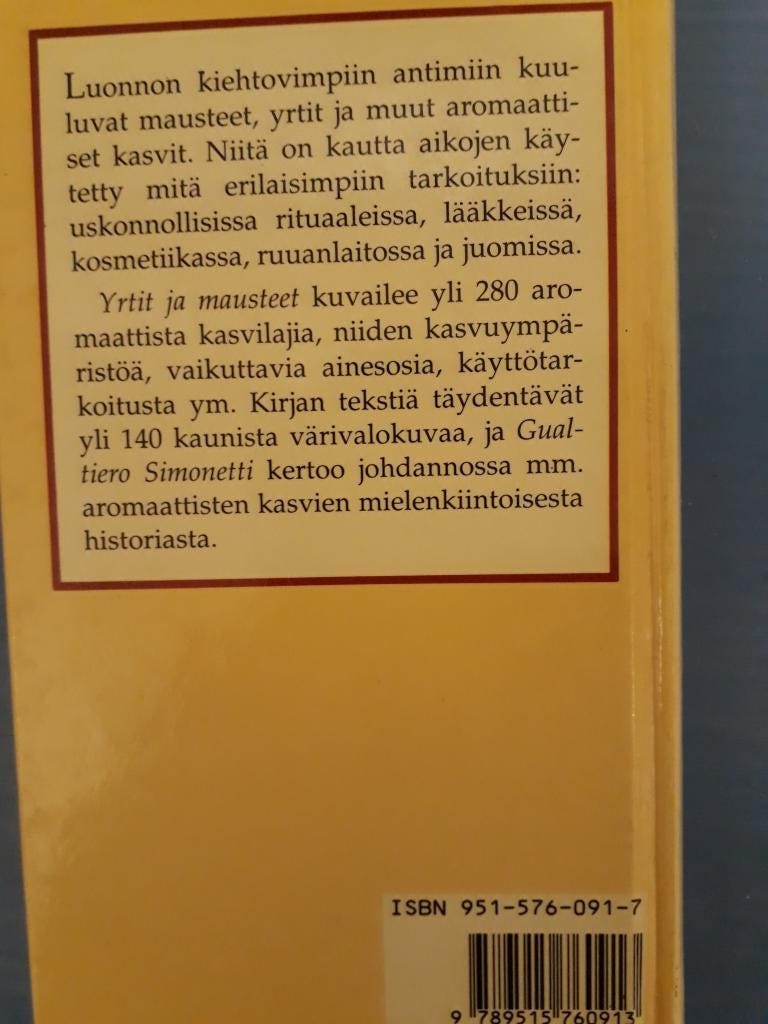 Luonnon kiehtovimpiin antimiin kuu-
luvat mausteet, yrtit ja muut aromaatti-
set kasvit. Niitä on kautta aikojen käy-
tetty mitä erilaisimpiin tarkoituksiin:
uskonnollisissa rituaaleissa, lääkkeissä,
kosmetiikassa, ruuanlaitossa ja juomissa.
Yrtit ja mausteet kuvailee yli 280 aro-
maattista kasvilajia, niiden kasvuympä-
ristöä, vaikuttavia ainesosia, käyttötar-
koitusta ym. Kirjan tekstiä täydentävät
yli 140 kaunista värivalokuvaa, ja Gual-
tiero Simonetti kertoo johdannossa mm.
aromaattisten kasvien mielenkiintoisesta
historiasta.
ISBN 951-576-091-7
9 789515 760913